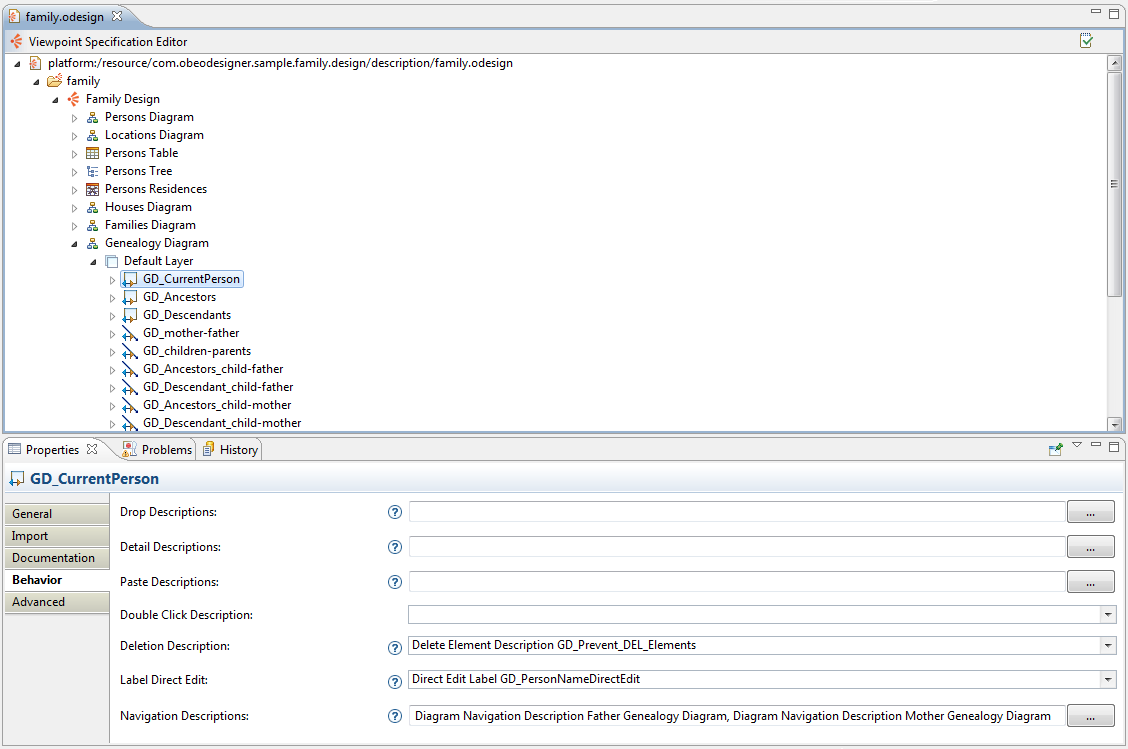 family.odesign
Viewpoint Specification Editor
platform:/resource/com.obeodesigner.sample.family.design/description/family.odesign
family
Family Design
Persons Diagram
Locations Diagram
Persons Table
Persons Tree
Persons Residences
Houses Diagram
Families Diagram
Genealogy Diagram
Default Layer
GD_CurrentPerson
GD_Ancestors
GD_Descendants
GD_mother-father
GD_children-parents
GD_Ancestors_child-father
GD_Descendant_child-father
GD_Ancestors_child-mother
GD_Descendant_child-mother
Properties Problems History
GD_CurrentPerson
General
Import
Documentation
Behavior
Advanced
Drop Descriptions: ? ...
Detail Descriptions: ? ...
Paste Descriptions: ? ...
Double Click Description:
Deletion Description: ? Delete Element Description GD_Prevent_DEL_Elements
Label Direct Edit: ? Direct Edit Label GD_PersonNameDirectEdit
Navigation Descriptions: ? Diagram Navigation Description Father Genealogy Diagram, Diagram Navigation Description Mother Genealogy Diagram ...